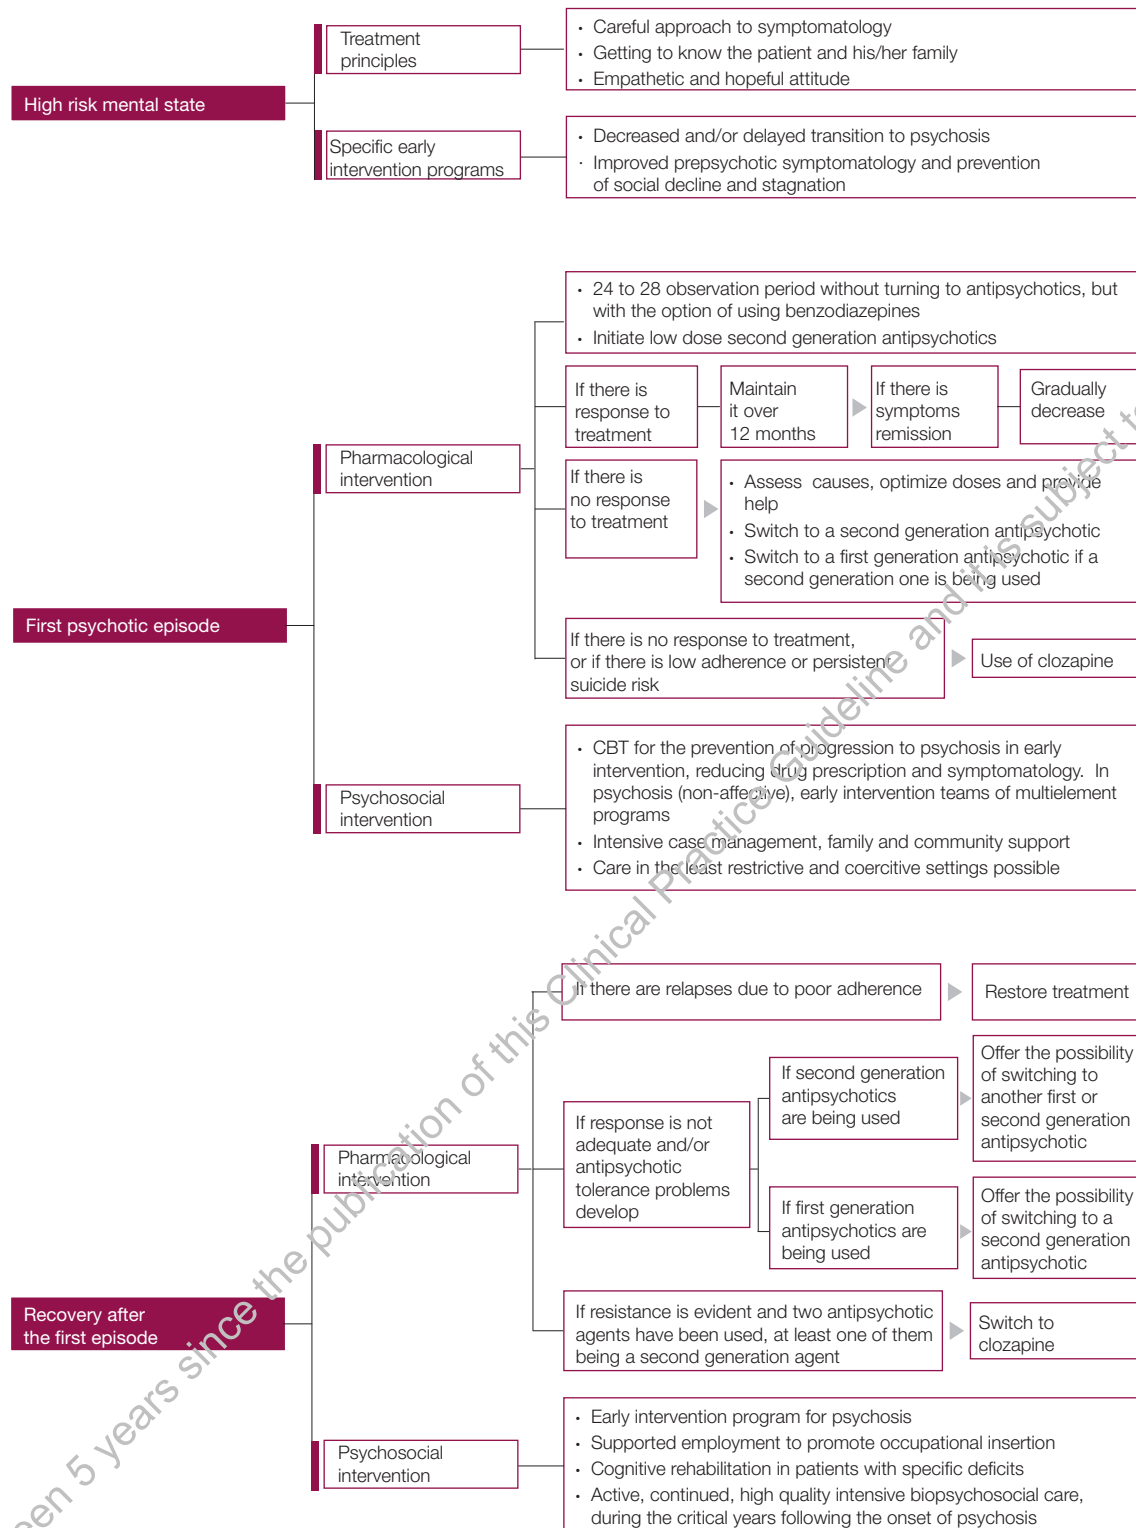 Treatment
principles
• Careful approach to symptomatology
• Getting to know the patient and his/her family
• Empathetic and hopeful attitude
High risk mental state
Specific early
intervention programs
• Decreased and/or delayed transition to psychosis
· Improved prepsychotic symptomatology and prevention
of social decline and stagnation
• 24 to 28 observation period without turning to antipsychotics, but
with the option of using benzodiazepines
• Initiate low dose second generation antipsychotics
If there is
response to
treatment
Maintain
it over
12 months
If there is
symptoms
remission
Gradually
decrease
Pharmacological
intervention
If there is
no response
to treatment
• Assess causes, optimize doses and provide
help
• Switch to a second generation antipsychotic
• Switch to a first generation antipsychotic if a
second generation one is being used
First psychotic episode
If there is no response to treatment,
or if there is low adherence or persistent
suicide risk
Use of clozapine
Psychosocial
intervention
• CBT for the prevention of progression to psychosis in early
intervention, reducing drug prescription and symptomatology. In
psychosis (non-affective), early intervention teams of multielement
programs
• Intensive case management, family and community support
• Care in the least restrictive and coercitive settings possible
If there are relapses due to poor adherence
Restore treatment
Pharmacological
intervention
If response is not
adequate and/or
antipsychotic
tolerance problems
develop
If second generation
antipsychotics
are being used
Offer the possibility
of switching to
another first or
second generation
antipsychotic
If first generation
antipsychotics are
being used
Offer the possibility
of switching to a
second generation
antipsychotic
Recovery after
the first episode
If resistance is evident and two antipsychotic
agents have been used, at least one of them
being a second generation agent
Switch to
clozapine
Psychosocial
intervention
• Early intervention program for psychosis
• Supported employment to promote occupational insertion
• Cognitive rehabilitation in patients with specific deficits
• Active, continued, high quality intensive biopsychosocial care,
during the critical years following the onset of psychosis
een 5 years since the publication of this Clinical Practice Guideline and it is subject to